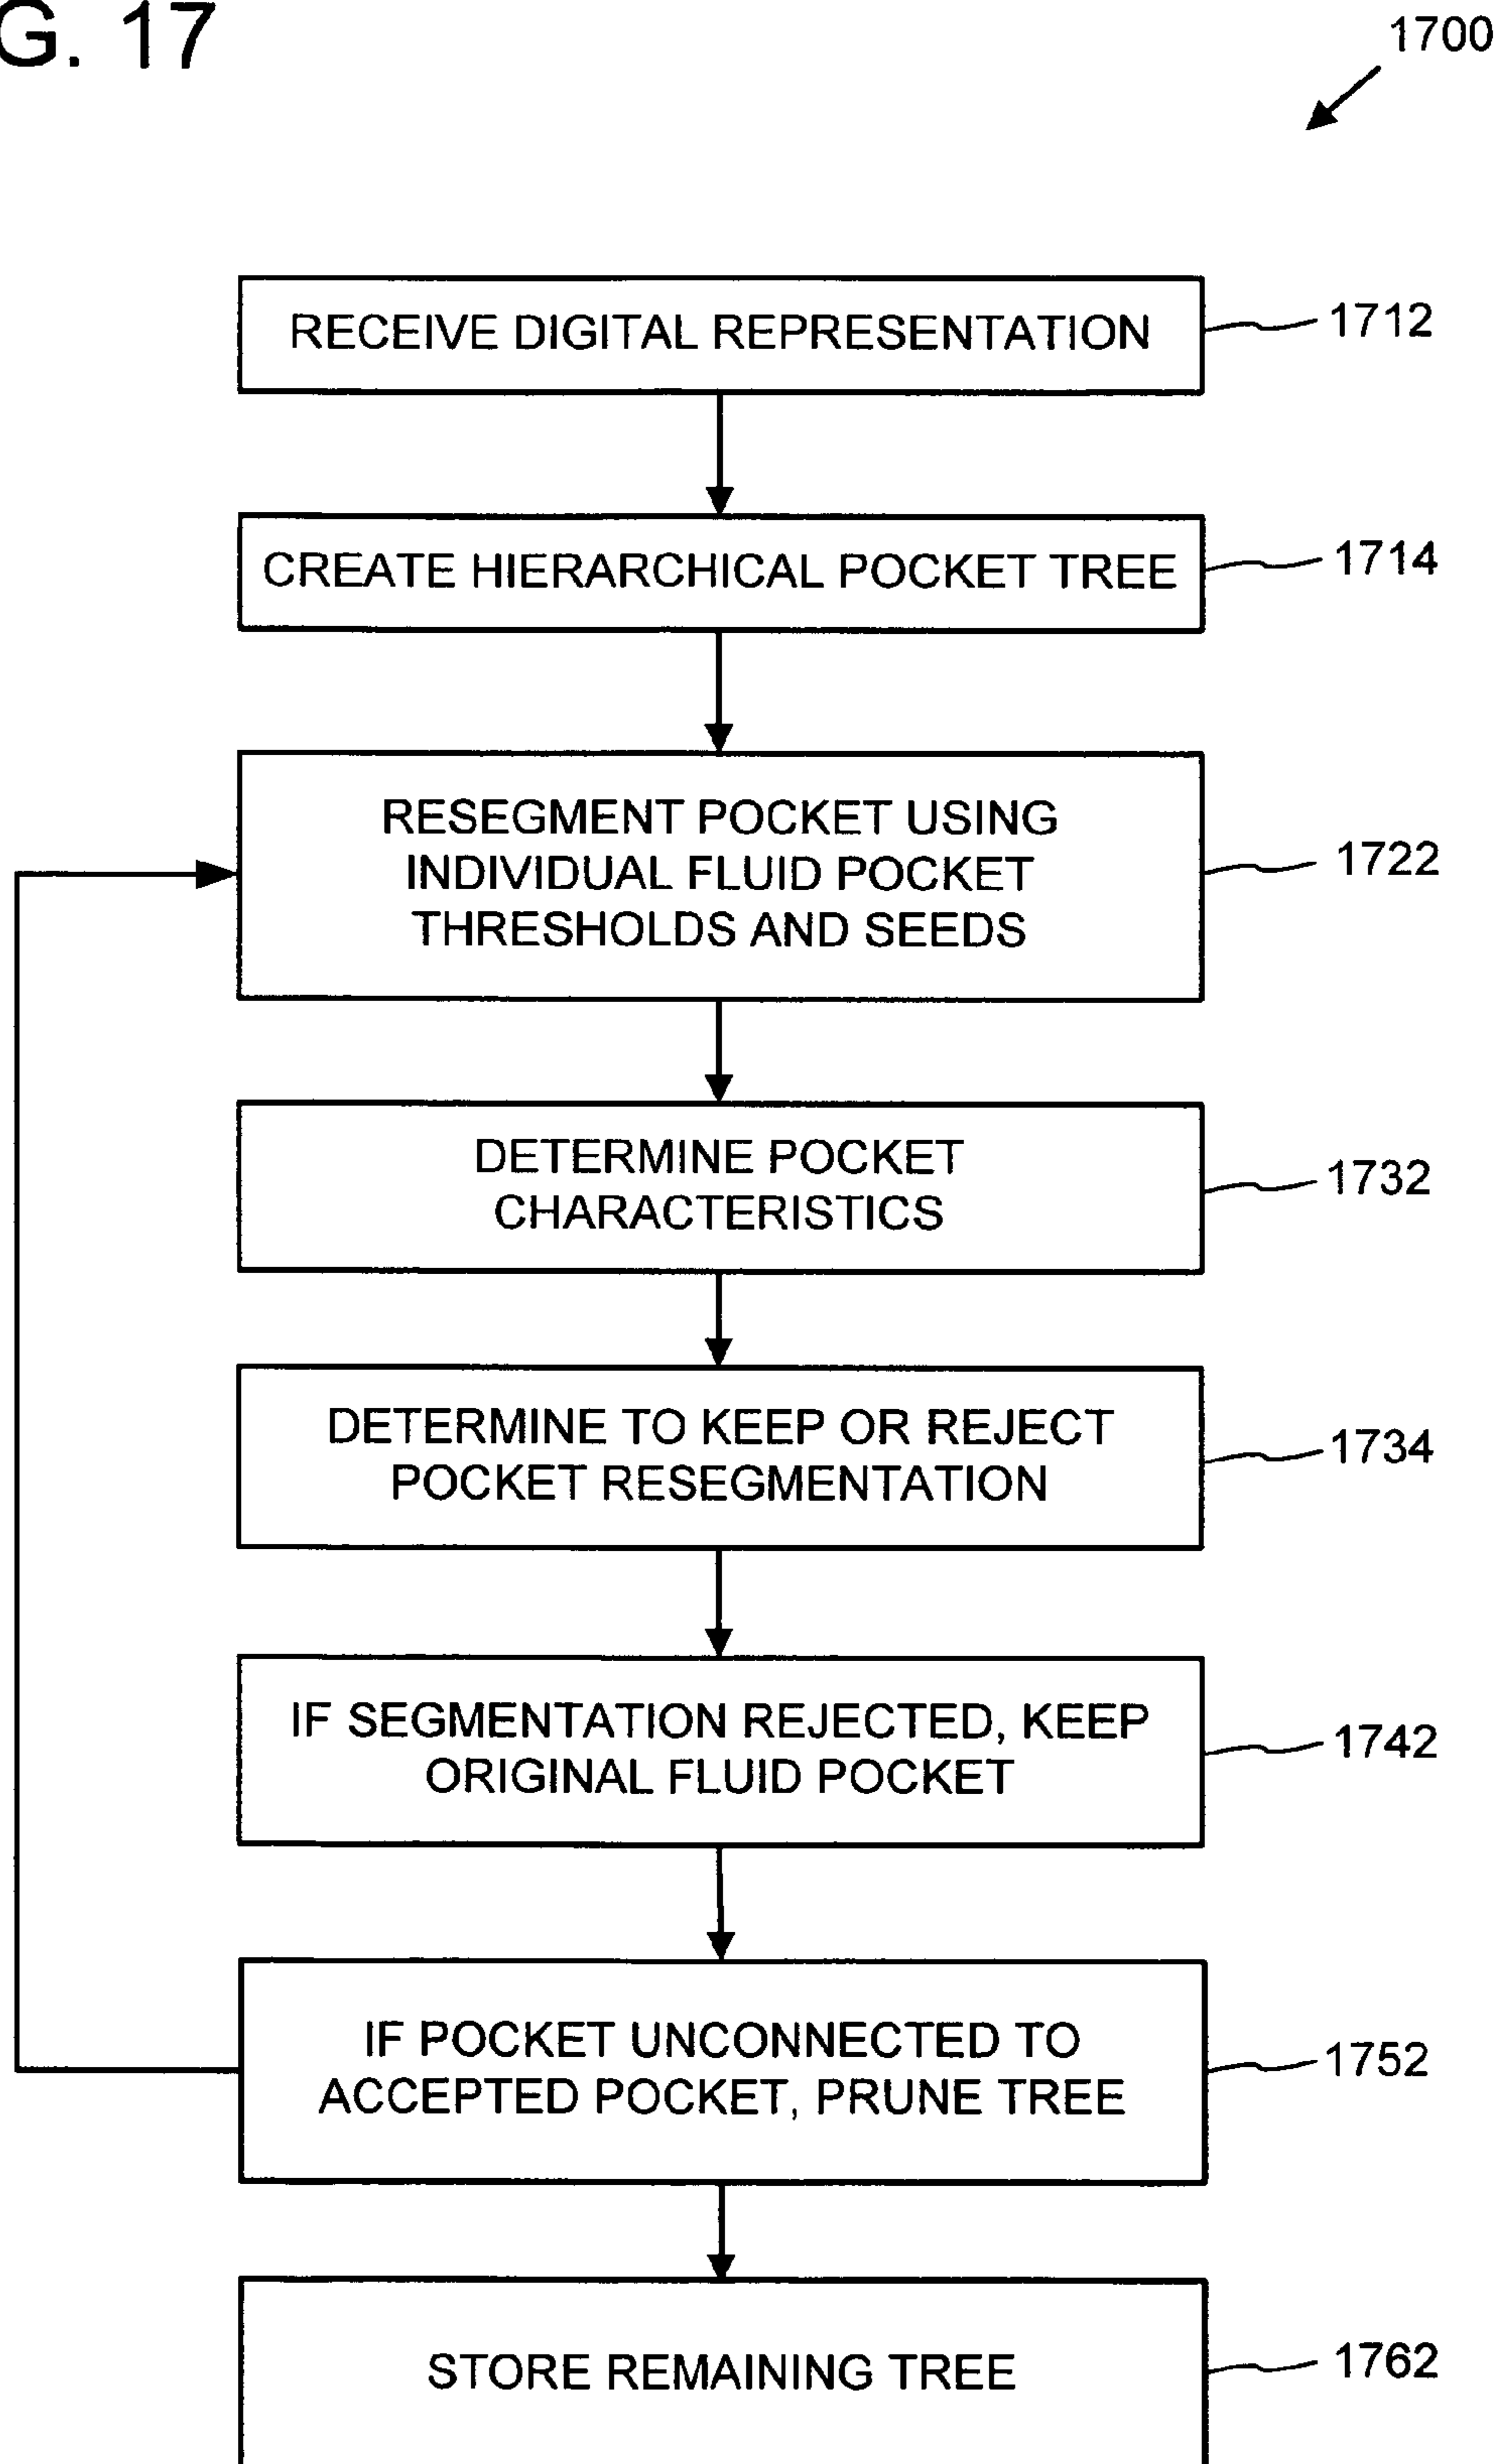 G. 17
1700
RECEIVE DIGITAL REPRESENTATION
1712
CREATE HIERARCHICAL POCKET TREE
1714
RESEGMENT POCKET USING
INDIVIDUAL FLUID POCKET
THRESHOLDS AND SEEDS
1722
DETERMINE POCKET
CHARACTERISTICS
1732
DETERMINE TO KEEP OR REJECT
POCKET RESEGMENTATION
1734
IF SEGMENTATION REJECTED, KEEP
ORIGINAL FLUID POCKET
1742
IF POCKET UNCONNECTED TO
ACCEPTED POCKET, PRUNE TREE
1752
STORE REMAINING TREE
1762